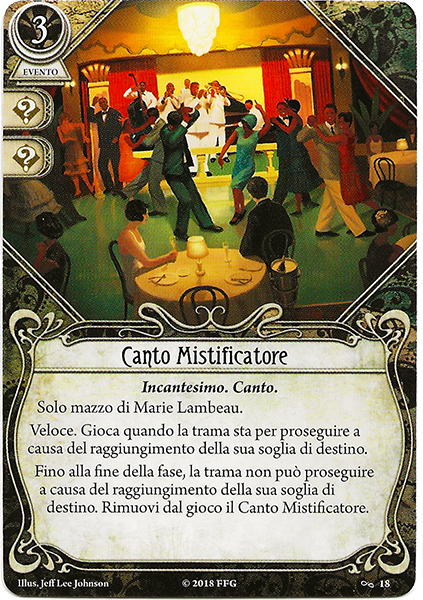 3
EVENTO
?
?
Canto Mistificatore
Incantesimo. Canto.
Solo mazzo di Marie Lambeau.
Veloce. Gioca quando la trama sta per proseguire a
causa del raggiungimento della sua soglia di destino.
Fino alla fine della fase, la trama non può proseguire
a causa del raggiungimento della sua soglia di
destino. Rimuovi dal gioco il Canto Mistificatore.
Illus. Jeff Lee Johnson
© 2018 FFG
18